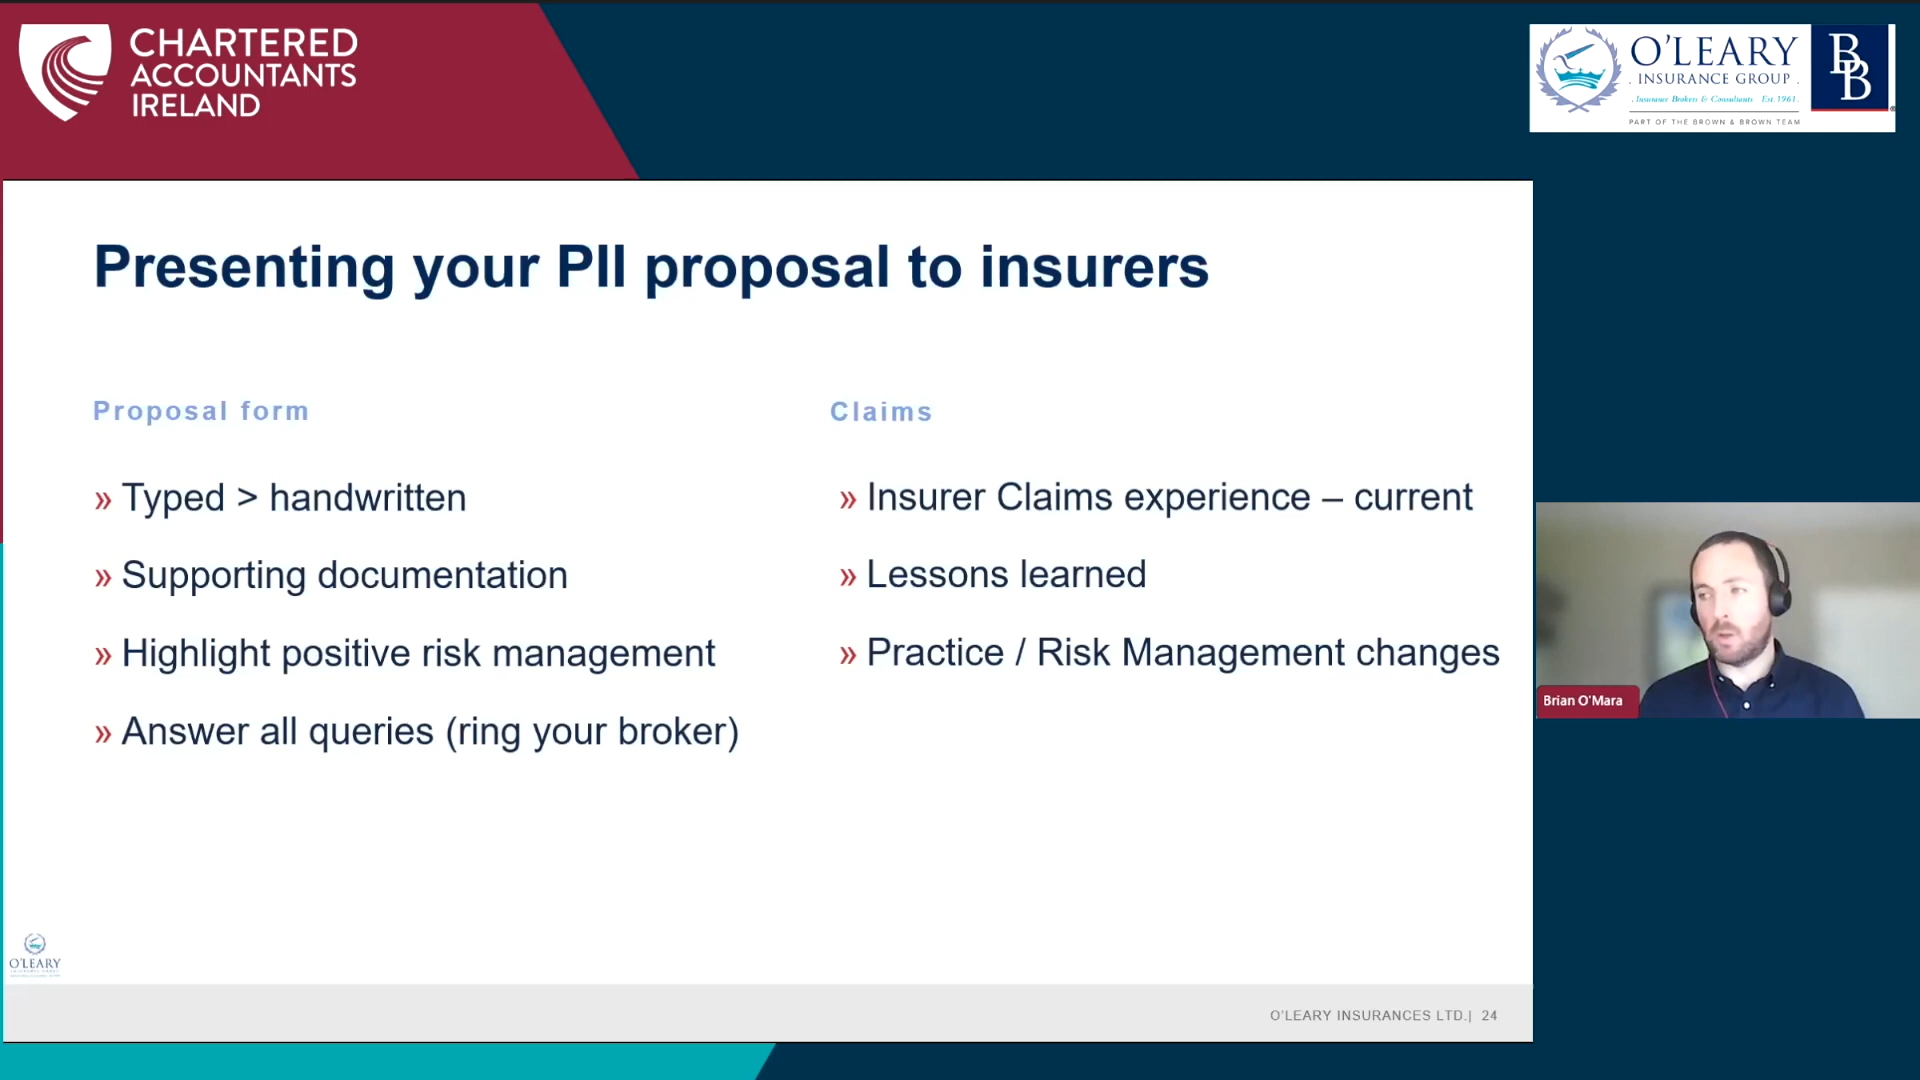 CHARTERED
ACCOUNTANTS
IRELAND
O'LEARY
. INSURANCE GROUP .
. Insurance Brokers & Consultants Est.1961.
PART OF THE BROWN & BROWN TEAM
BB
Presenting your PII proposal to insurers
Proposal form
» Typed > handwritten
» Supporting documentation
» Highlight positive risk management
» Answer all queries (ring your broker)
Claims
» Insurer Claims experience – current
» Lessons learned
» Practice / Risk Management changes
Brian O'Mara
O'LEARY
O'LEARY INSURANCES LTD.| 24